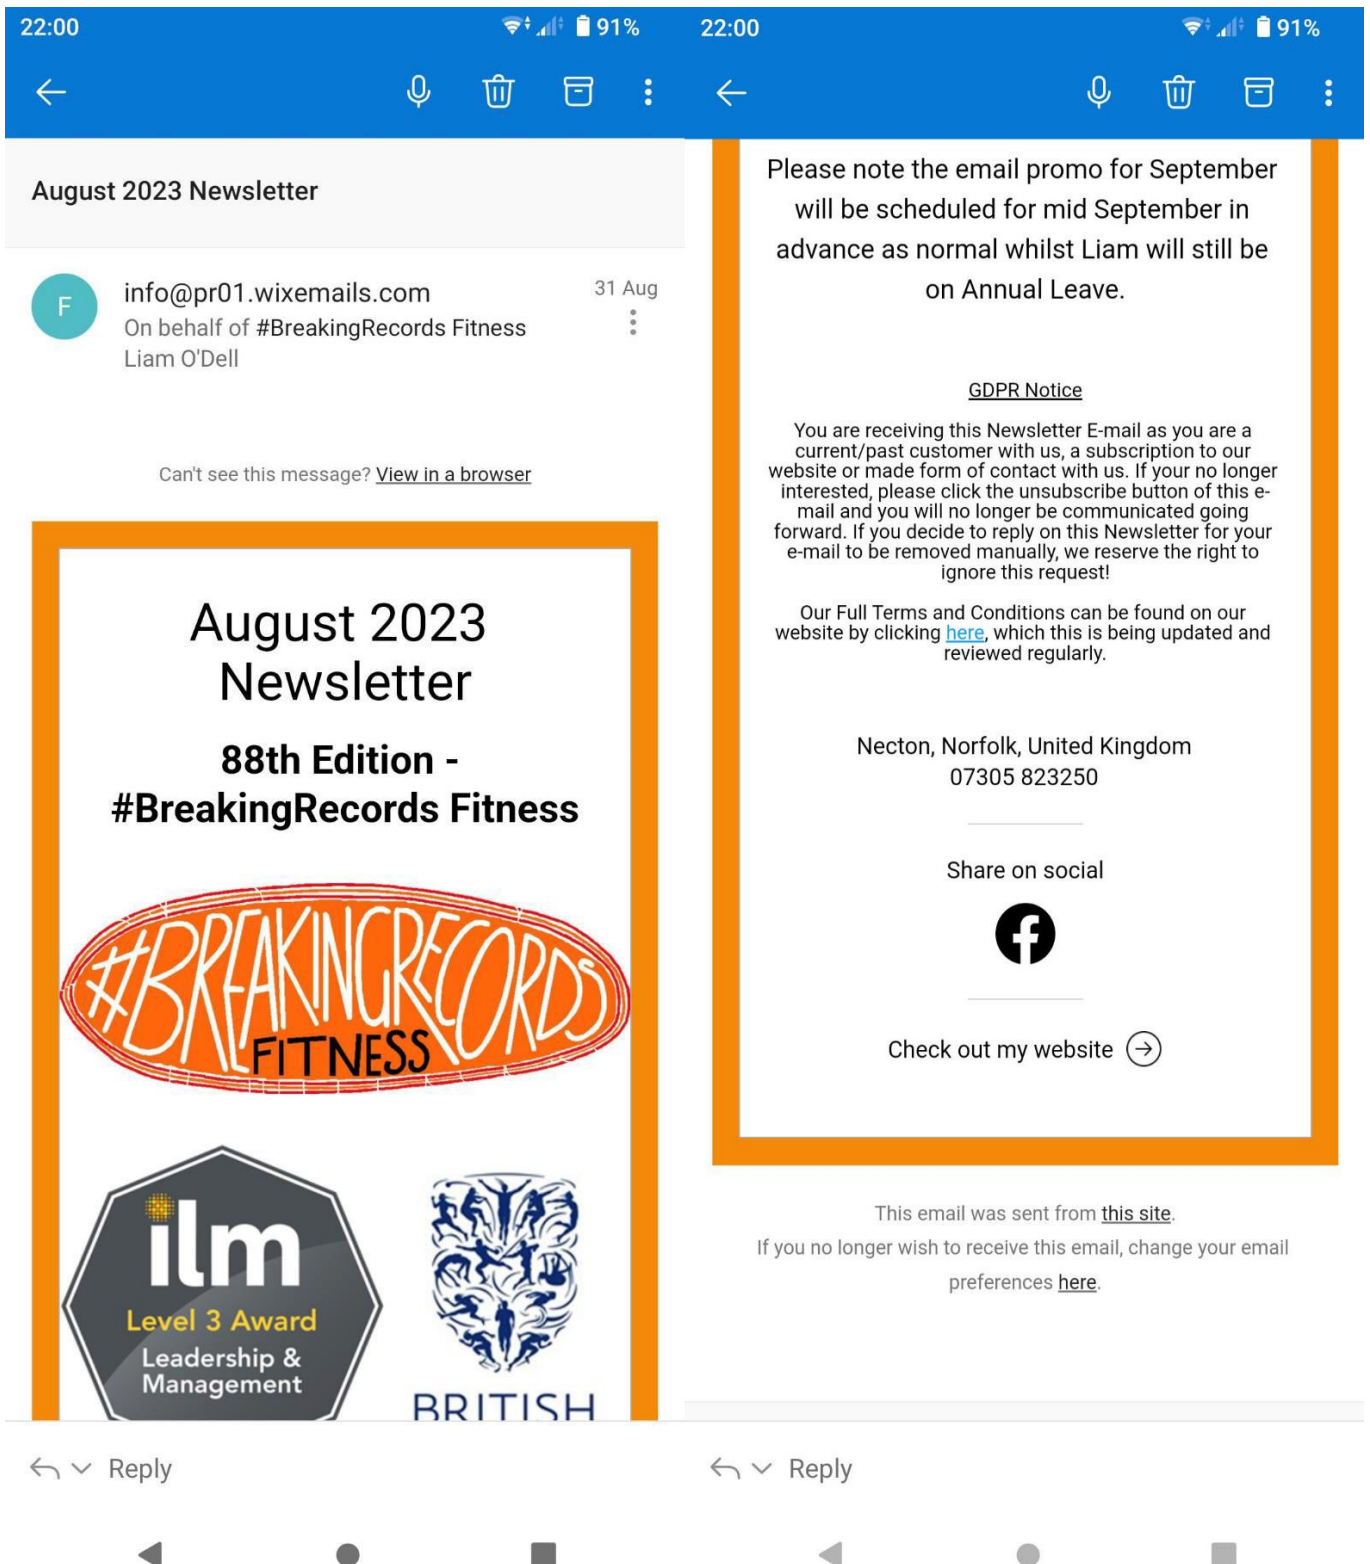 22:00
91%
August 2023 Newsletter
F
info@pr01.wixemails.com
31 Aug
On behalf of #BreakingRecords Fitness
Liam O'Dell
Can't see this message? View in a browser
August 2023
Newsletter
88th Edition -
#BreakingRecords Fitness
#BREAKINGRECORDS
FITNESS
ilm
Level 3 Award
Leadership &
Management
BRITISH
Reply
22:00
91%
Please note the email promo for September
will be scheduled for mid September in
advance as normal whilst Liam will still be
on Annual Leave.
GDPR Notice
You are receiving this Newsletter E-mail as you are a
current/past customer with us, a subscription to our
website or made form of contact with us. If your no longer
interested, please click the unsubscribe button of this e-
mail and you will no longer be communicated going
forward. If you decide to reply on this Newsletter for your
e-mail to be removed manually, we reserve the right to
ignore this request!
Our Full Terms and Conditions can be found on our
website by clicking here, which this is being updated and
reviewed regularly.
Necton, Norfolk, United Kingdom
07305 823250
Share on social
Check out my website
This email was sent from this site.
If you no longer wish to receive this email, change your email
preferences here.
Reply